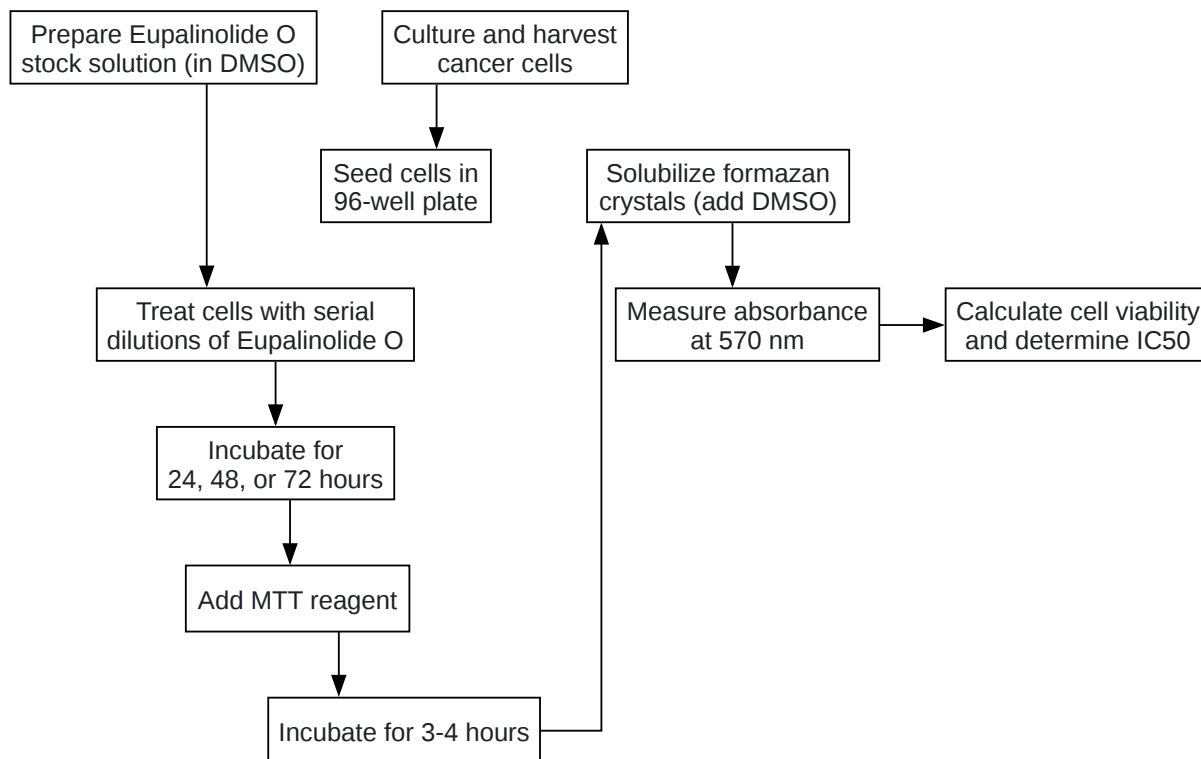 Prepare Eupalinolide O
stock solution (in DMSO)
Culture and harvest
cancer cells
Seed cells in
96-well plate
Treat cells with serial
dilutions of Eupalinolide O
Incubate for
24, 48, or 72 hours
Add MTT reagent
Incubate for 3-4 hours
Solubilize formazan
crystals (add DMSO)
Measure absorbance
at 570 nm
Calculate cell viability
and determine IC50